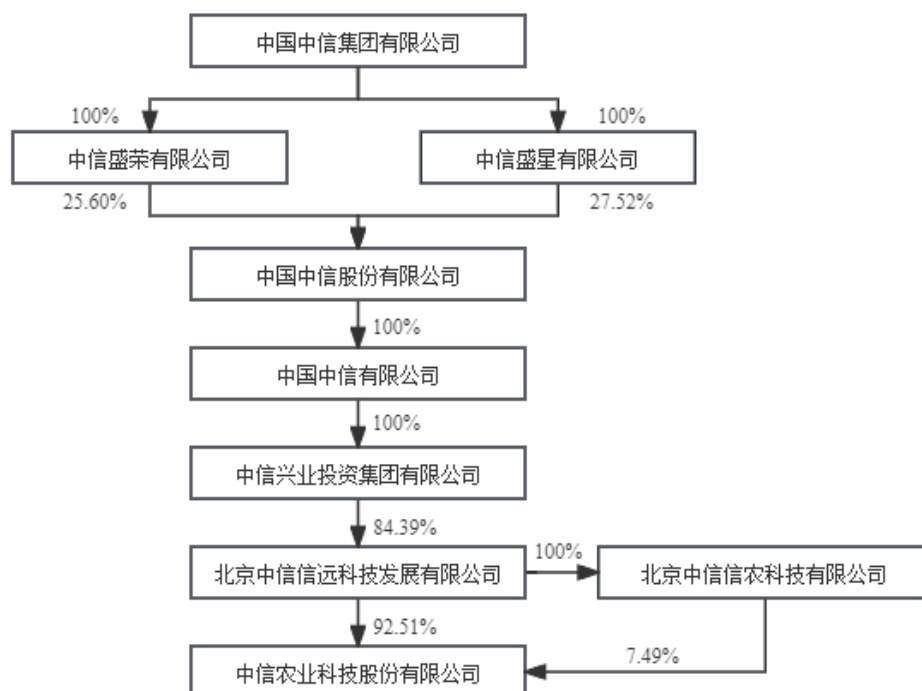 中国中信集团有限公司
100%
100%
中信盛荣有限公司
中信盛星有限公司
25.60%
27.52%
中国中信股份有限公司
100%
中国中信有限公司
100%
中信兴业投资集团有限公司
84.39%
北京中信信远科技发展有限公司
100%
北京中信信农科技有限公司
92.51%
7.49%
中信农业科技股份有限公司